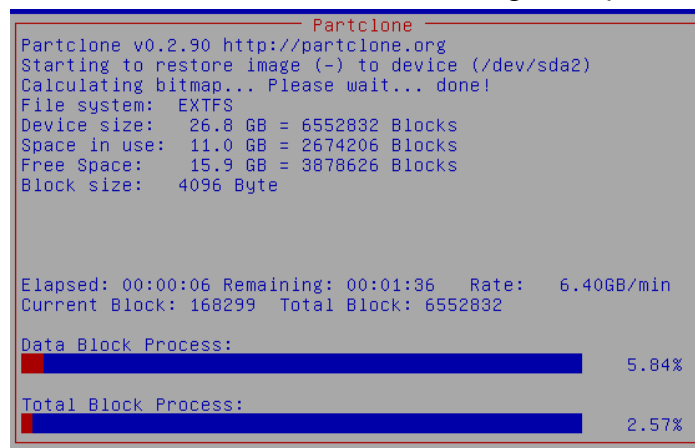 Partclone
Partclone v0.2.90 http://partclone.org
Starting to restore image (-) to device (/dev/sda2)
Calculating bitmap... Please wait... done!
File system:  EXTFS
Device size:   26.8 GB = 6552832 Blocks
Space in use:  11.0 GB = 2674206 Blocks
Free Space:    15.9 GB = 3878626 Blocks
Block size:   4096 Byte
Elapsed: 00:00:06 Remaining: 00:01:36   Rate:   6.40GB/min
Current Block: 168299  Total Block: 6552832
Data Block Process:
5.84%
Total Block Process:
2.57%